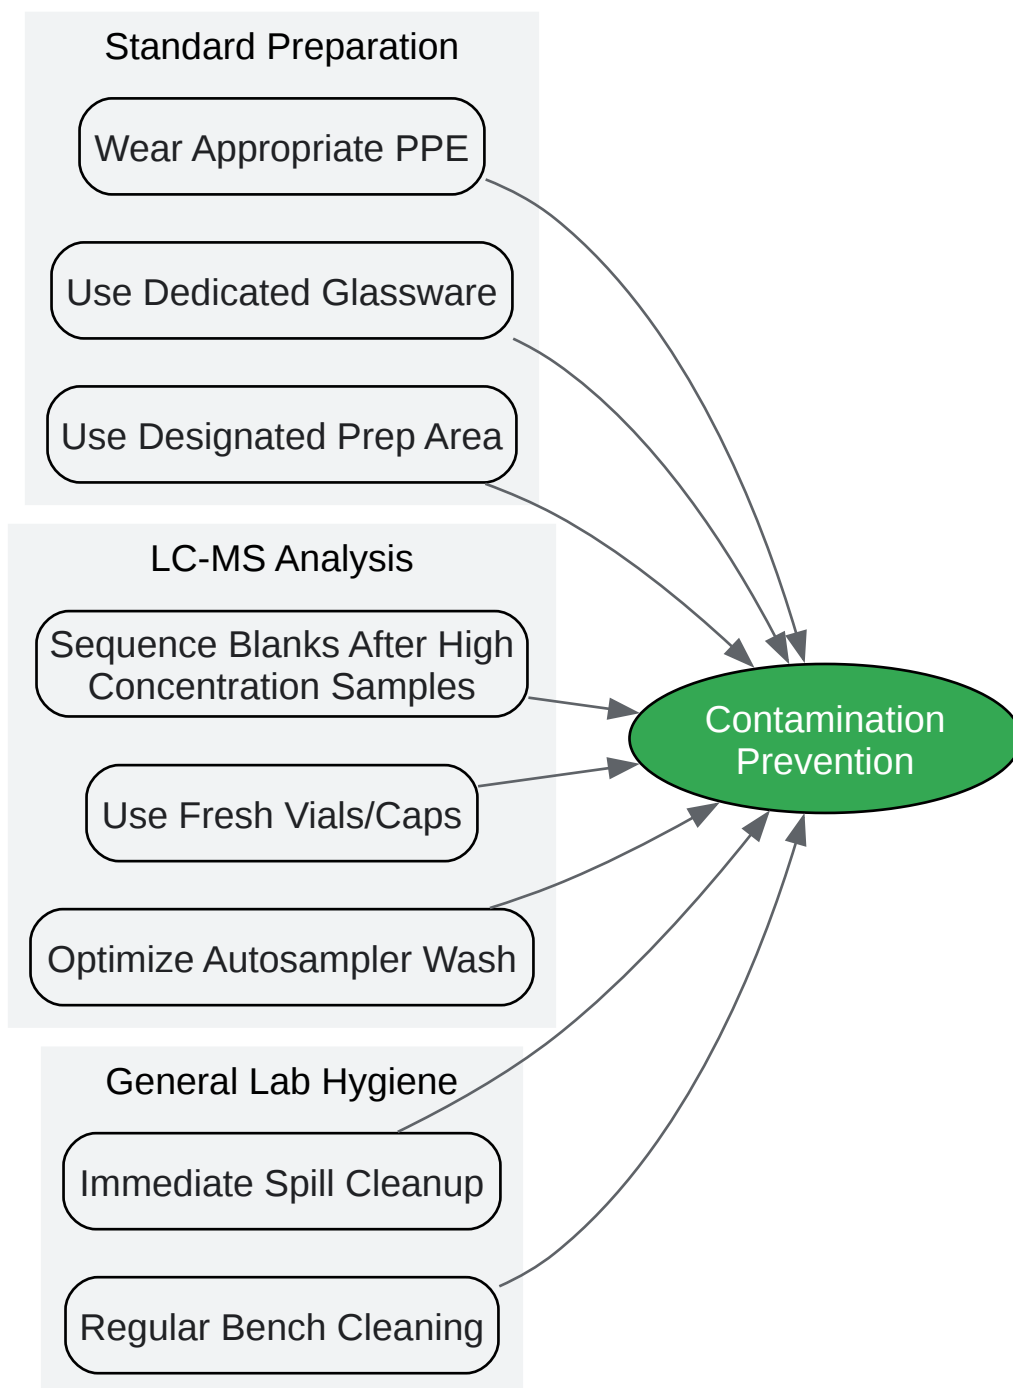 Standard Preparation
Wear Appropriate PPE
Use Dedicated Glassware
Use Designated Prep Area
LC-MS Analysis
Sequence Blanks After High
Concentration Samples
Use Fresh Vials/Caps
Optimize Autosampler Wash
General Lab Hygiene
Immediate Spill Cleanup
Regular Bench Cleaning
Contamination
Prevention